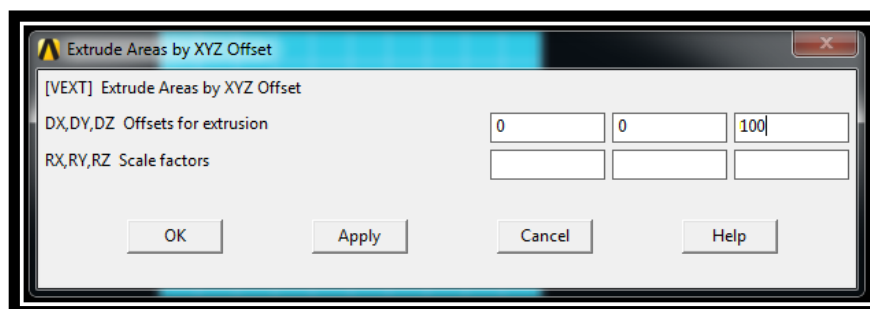 Extrude Areas by XYZ Offset
[VEXT] Extrude Areas by XYZ Offset
DX,DY,DZ Offsets for extrusion 0 0 100
RX,RY,RZ Scale factors
OK Apply Cancel Help